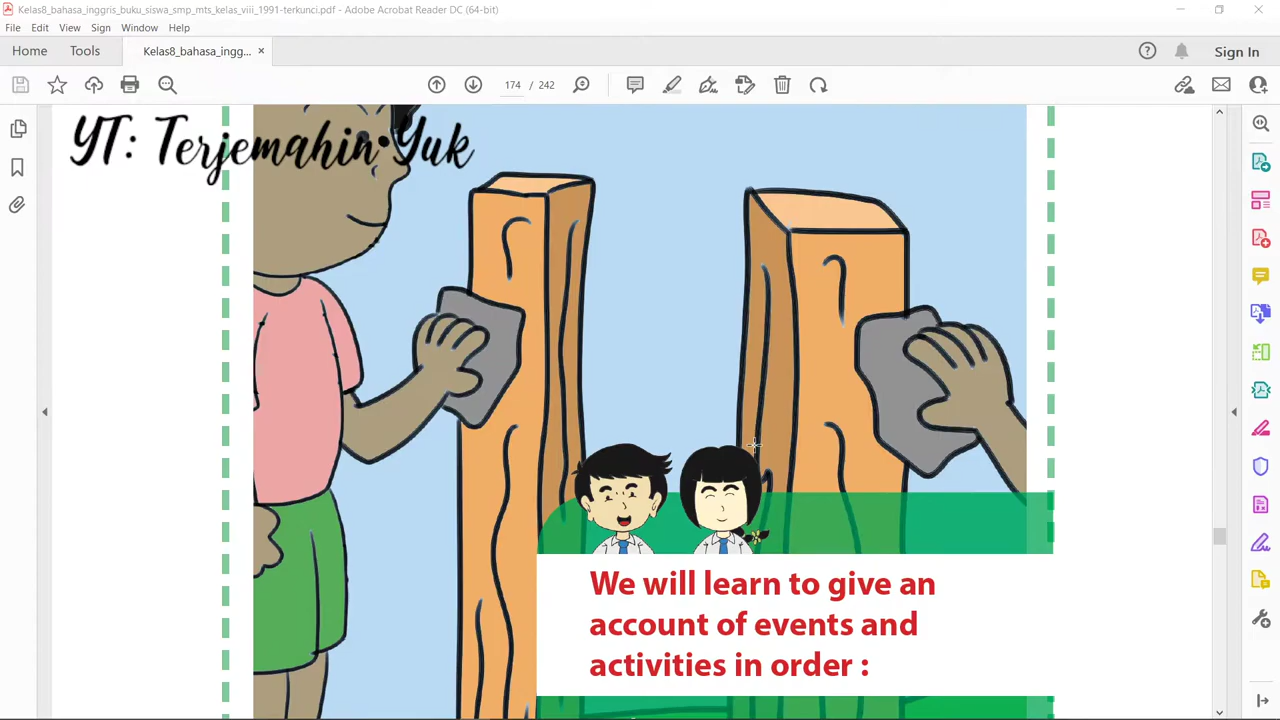 Kelas8_bahasa_inggris_buku_siswa_smp_mts_kelas_viii_1991-terkunci.pdf - Adobe Acrobat Reader DC (64-bit)
File Edit View Sign Window Help
Home Tools Kelas8_bahasa_ingg... ×
Sign In
174 / 242
YT: Terjemahin Yuk
We will learn to give an
account of events and
activities in order :